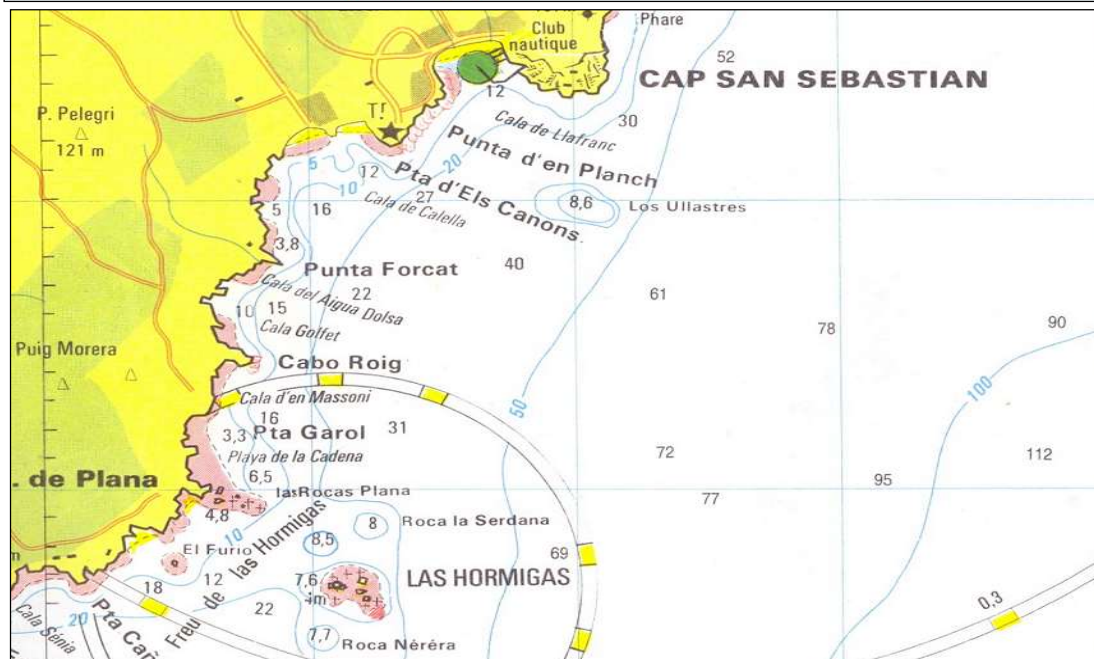 Phare
Club
nautique
52
CAP SAN SEBASTIAN
12
P. Pelegri
121 m
Cala de Llafranc
30
Punta d'en Planch
20
5
12
10
Pta d'Els Canons.
27
Cala de Calella
8,6
Los Ullastres
5
16
3,8
Punta Forcat
40
Cala del Aigua Dolsa
22
61
10
15
Cala Golfet
78
90
Puig Morera
Cabo Roig
100
Cala d'en Massoni
50
16
3,3
Pta Garol
31
Playa de la Cadena
72
112
. de Plana
6,5
95
las Rocas Plana
77
4,8
10
8
Roca la Serdana
8,5
El Furio
Freu de las Hormigas
69
18
12
7,6
LAS HORMIGAS
22
20
0,3
Cala Sénia
Pta Cañ
7,7
Roca Néréra